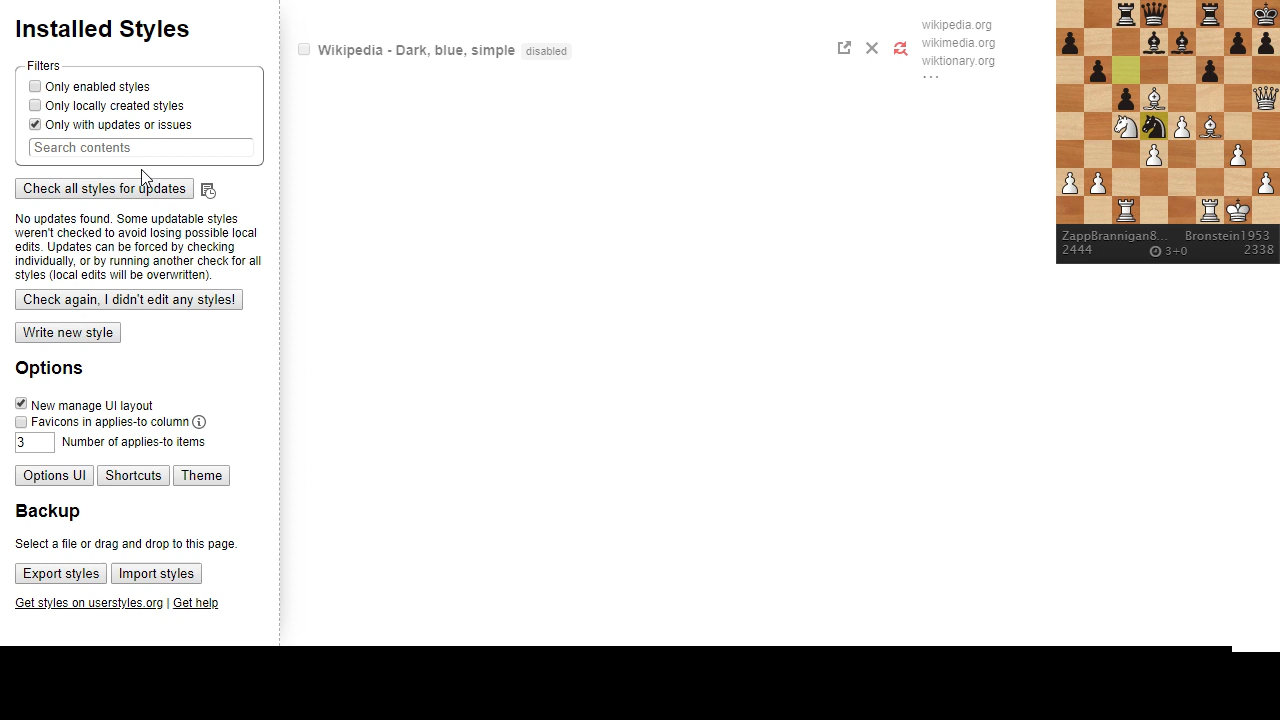 Installed Styles
Filters
Only enabled styles
Only locally created styles
Only with updates or issues
Search contents
Check all styles for updates
No updates found. Some updatable styles
weren't checked to avoid losing possible local
edits. Updates can be forced by checking
individually, or by running another check for all
styles (local edits will be overwritten).
Check again, I didn't edit any styles!
Write new style
Options
New manage UI layout
Favicons in applies-to column
3 Number of applies-to items
Options UI Shortcuts Theme
Backup
Select a file or drag and drop to this page.
Export styles Import styles
Get styles on userstyles.org | Get help
Wikipedia - Dark, blue, simple disabled
wikipedia.org
wikimedia.org
wiktionary.org
...
ZappBrannigan8... Bronstein1953
2444 3+0 2338